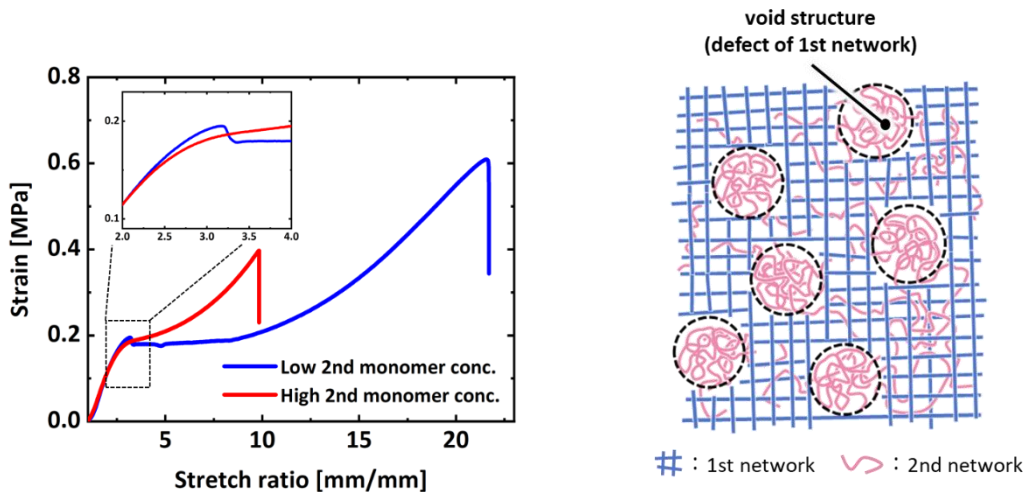 0.8
0.6
0.4
0.2
0.0
Strain [MPa]
0.2
0.1
2.0 2.5 3.0 3.5 4.0
Low 2nd monomer conc.
High 2nd monomer conc.
5 10 15 20
Stretch ratio [mm/mm]
void structure
(defect of 1st network)
: 1st network : 2nd network